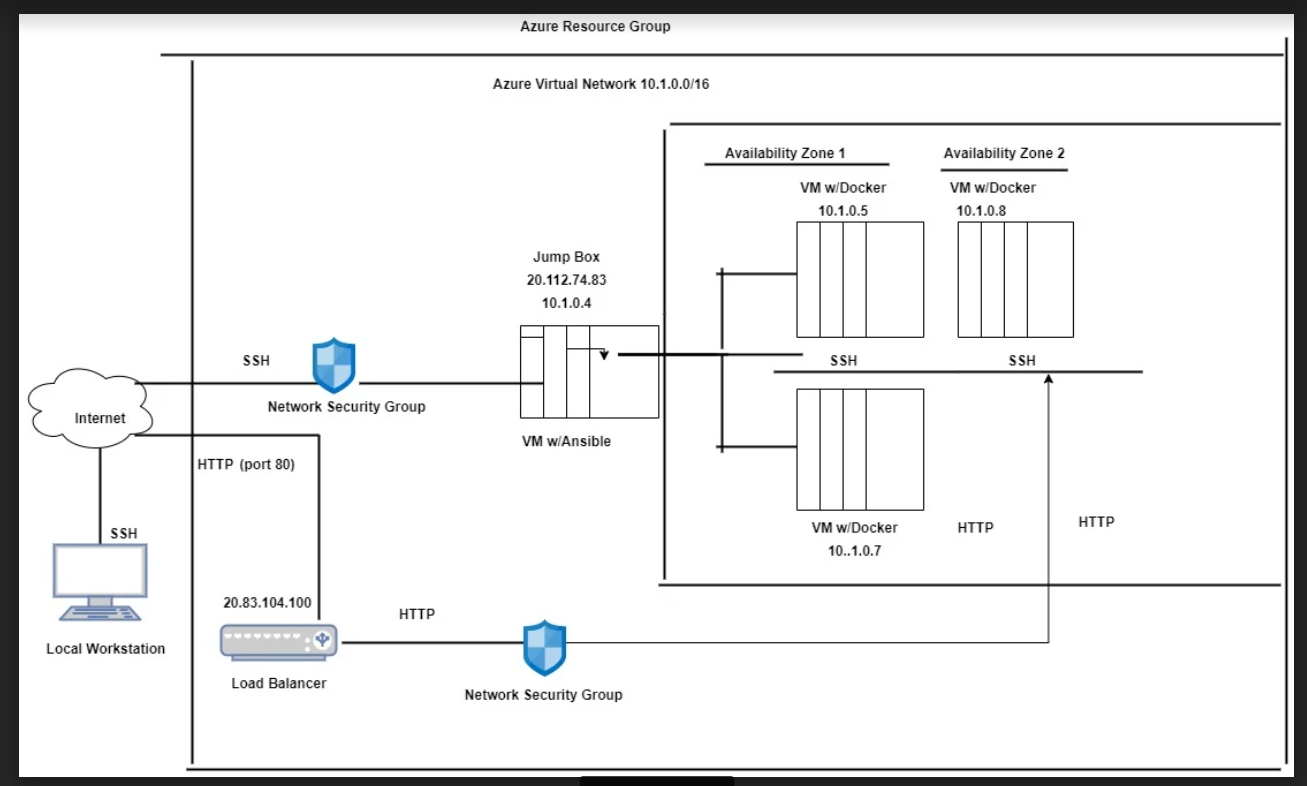 Azure Resource Group
Azure Virtual Network 10.1.0.0/16
Availability Zone 1
Availability Zone 2
VM w/Docker
10.1.0.5
VM w/Docker
10.1.0.8
Jump Box
20.112.74.83
10.1.0.4
SSH
Network Security Group
VM w/Ansible
SSH
SSH
Internet
HTTP (port 80)
SSH
Local Workstation
VM w/Docker
10..1.0.7
HTTP
HTTP
20.83.104.100
HTTP
Load Balancer
Network Security Group